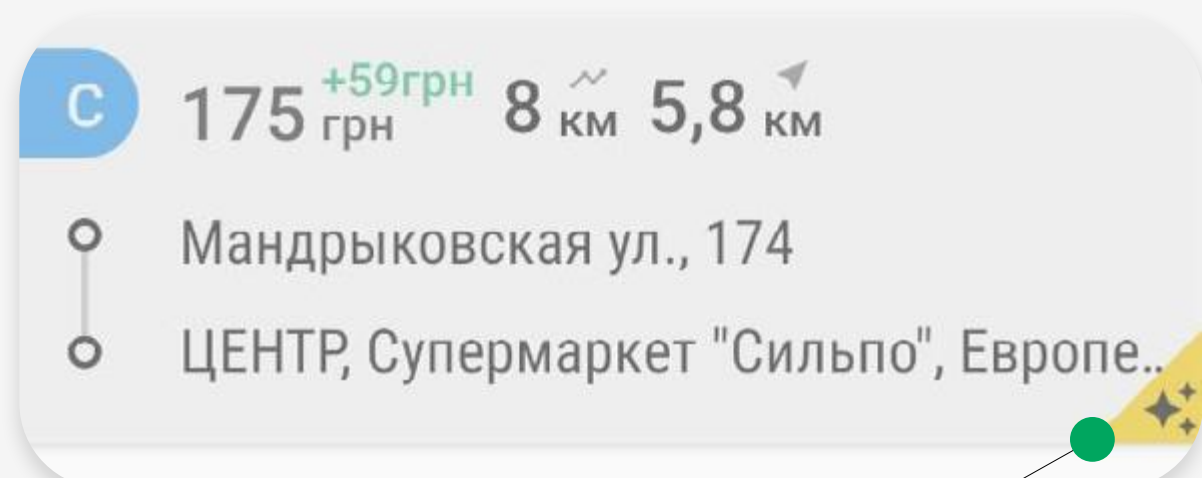 С 175 грн +59грн 8 км 5,8 км
Мандрыковская ул., 174
ЦЕНТР, Супермаркет "Сильпо", Европе..